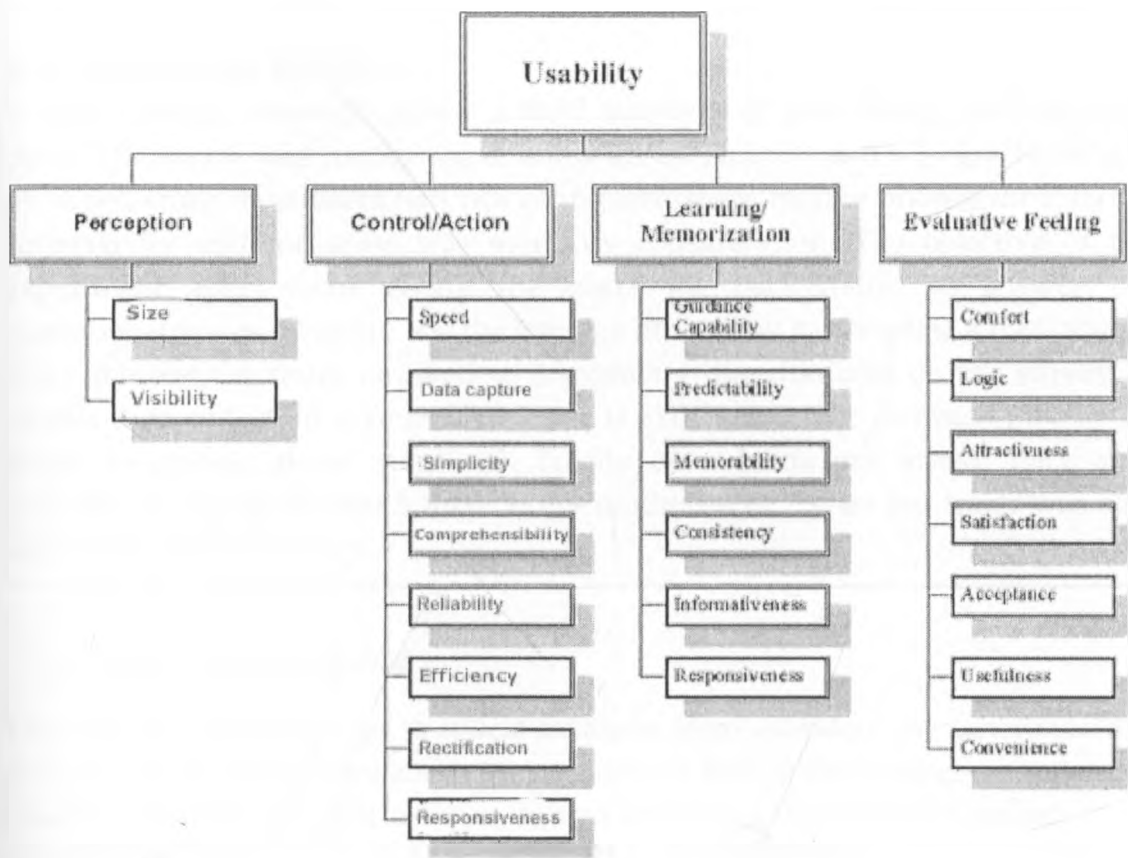 Usability
Perception
Size
Visibility
Control/Action
Speed
Data capture
Simplicity
Comprehensibility
Reliability
Efficiency
Rectification
Responsiveness
Learning/
Memorization
Guidance
Capability
Predictability
Memorability
Consistency
Informativeness
Responsiveness
Evaluative Feeling
Comfort
Logic
Attractivness
Satisfaction
Acceptance
Usefulness
Convenience